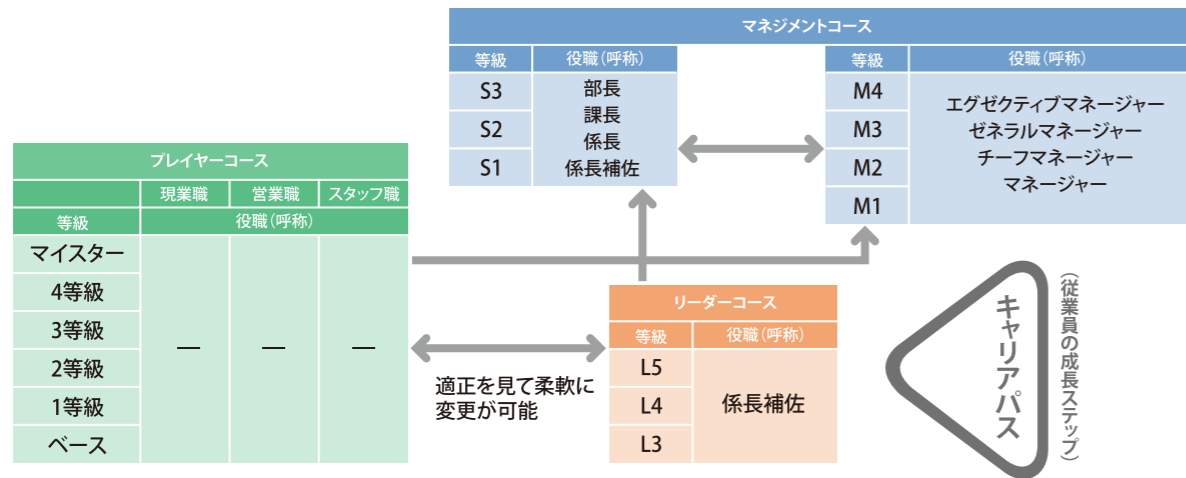 マネジメントコース
等級 役職（呼称）
S3
S2
S1
部長
課長
係長
係長補佐
等級 役職（呼称）
M4
M3
M2
M1
エグゼクティブマネージャー
ゼネラルマネージャー
チーフマネージャー
マネージャー
プレイヤーコース
現業職 営業職 スタッフ職
等級 役職（呼称）
マイスター
4等級
3等級
2等級
1等級
ベース
— — —
適正を見て柔軟に
変更が可能
リーダーコース
等級 役職（呼称）
L5
L4
L3
係長補佐
キャリアパス
（従業員の成長ステップ）